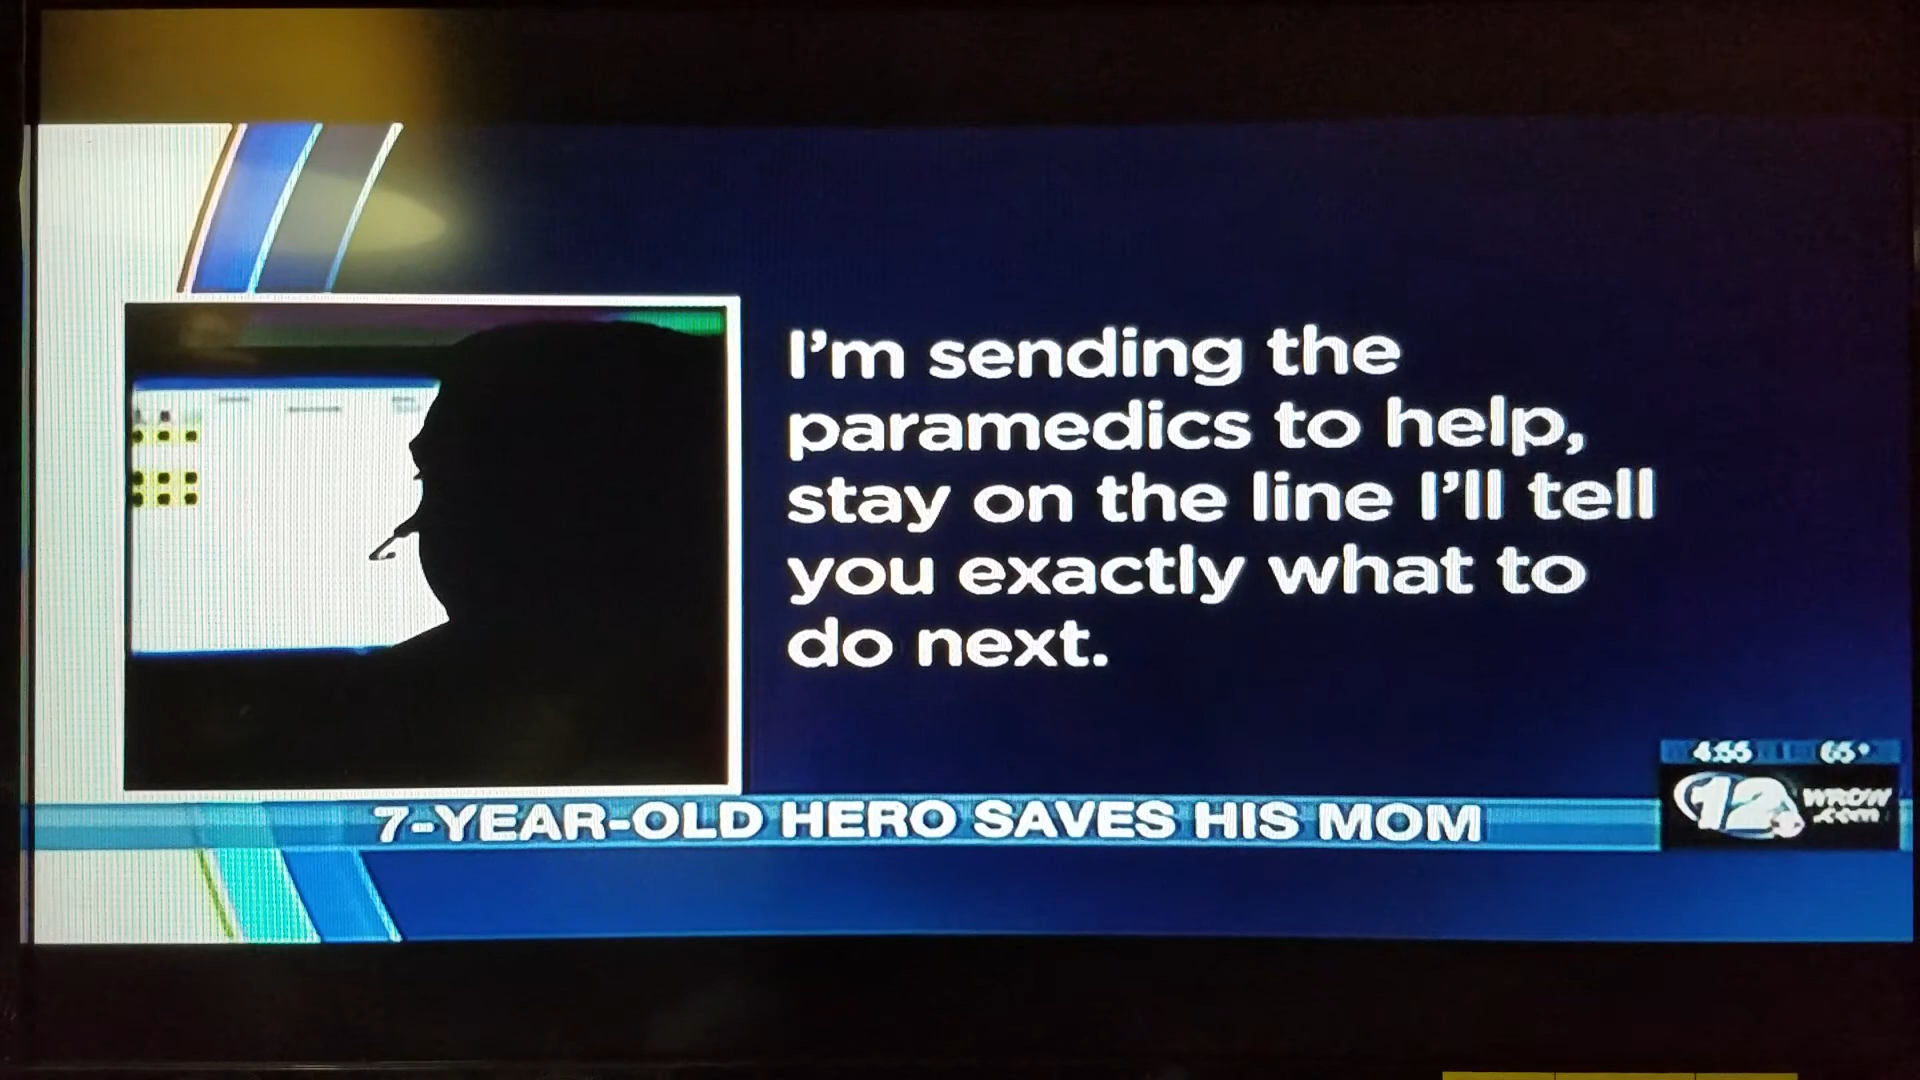 I'm sending the
paramedics to help,
stay on the line I'll tell
you exactly what to
do next.
4:56 65°
7-YEAR-OLD HERO SAVES HIS MOM
12 WRDW
.com